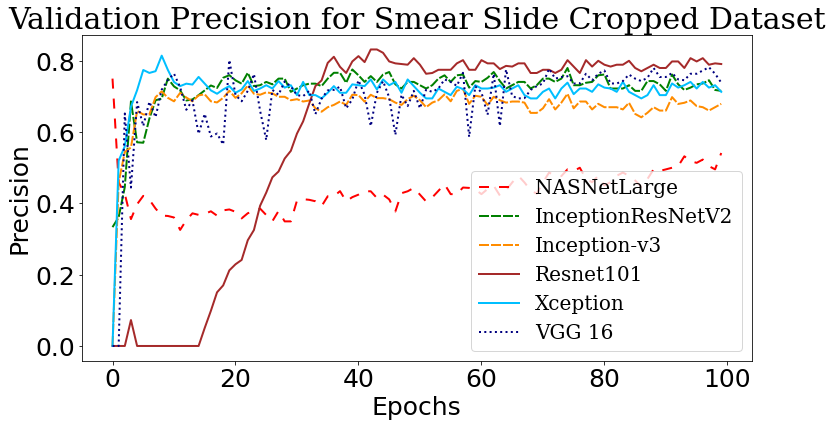 Validation Precision for Smear Slide Cropped Dataset
0.8
0.6
0.4
0.2
0.0
Precision
0 20 40 60 80 100
Epochs
NASNetLarge
InceptionResNetV2
Inception-v3
Resnet101
Xception
VGG 16